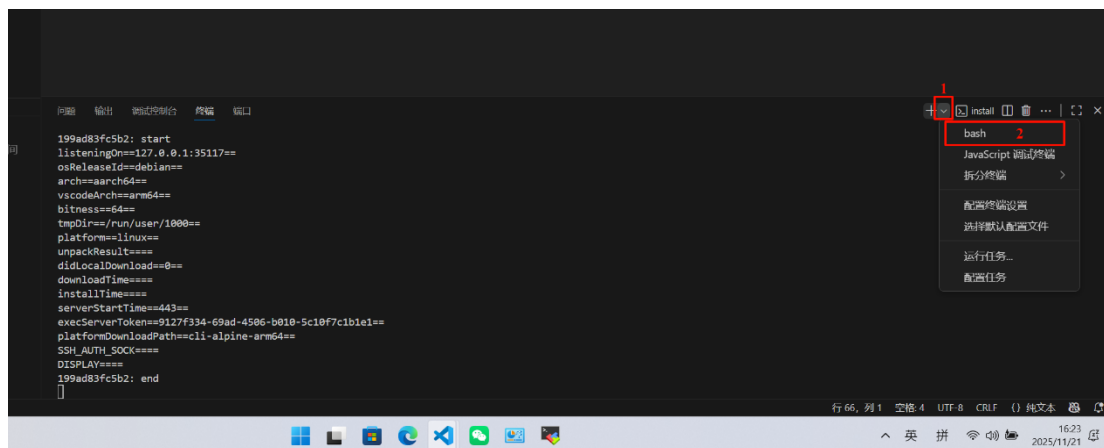 1
问题 输出 调试控制台 终端 端口
install
199ad83fc5b2: start
listeningOn==127.0.0.1:35117==
osReleaseId==debian==
arch==aarch64==
vscodeArch==arm64==
bitness==64==
tmpDir==/run/user/1000==
platform==linux==
unpackResult====
didLocalDownload==0==
downloadTime====
installTime====
serverStartTime==443==
execServerToken==9127f334-69ad-4506-b010-5c10f7c1b1e1==
platformDownloadPath==cli-alpine-arm64==
SSH_AUTH_SOCK====
DISPLAY====
199ad83fc5b2: end
bash 2
JavaScript 调试终端
拆分终端
配置终端设置
选择默认配置文件
运行任务...
配置任务
间
行 66, 列 1 空格: 4 UTF-8 CRLF {} 纯文本
英 拼 16:23
2025/11/21